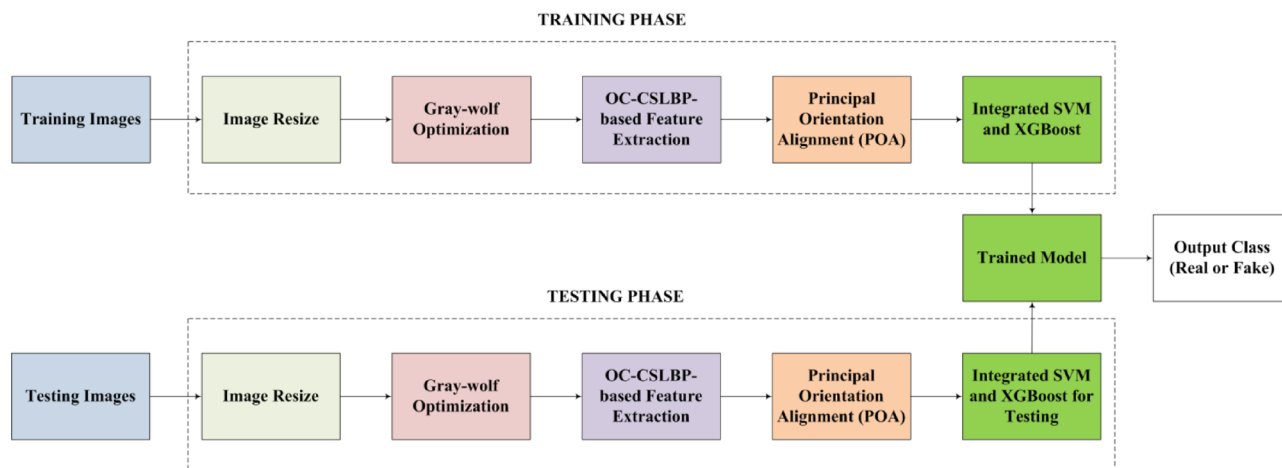 TRAINING PHASE
Training Images
Image Resize
Gray-wolf
Optimization
OC-CSLBP-
based Feature
Extraction
Principal
Orientation
Alignment (POA)
Integrated SVM
and XGBoost
Trained Model
Output Class
(Real or Fake)
TESTING PHASE
Testing Images
Image Resize
Gray-wolf
Optimization
OC-CSLBP-
based Feature
Extraction
Principal
Orientation
Alignment (POA)
Integrated SVM
and XGBoost for
Testing